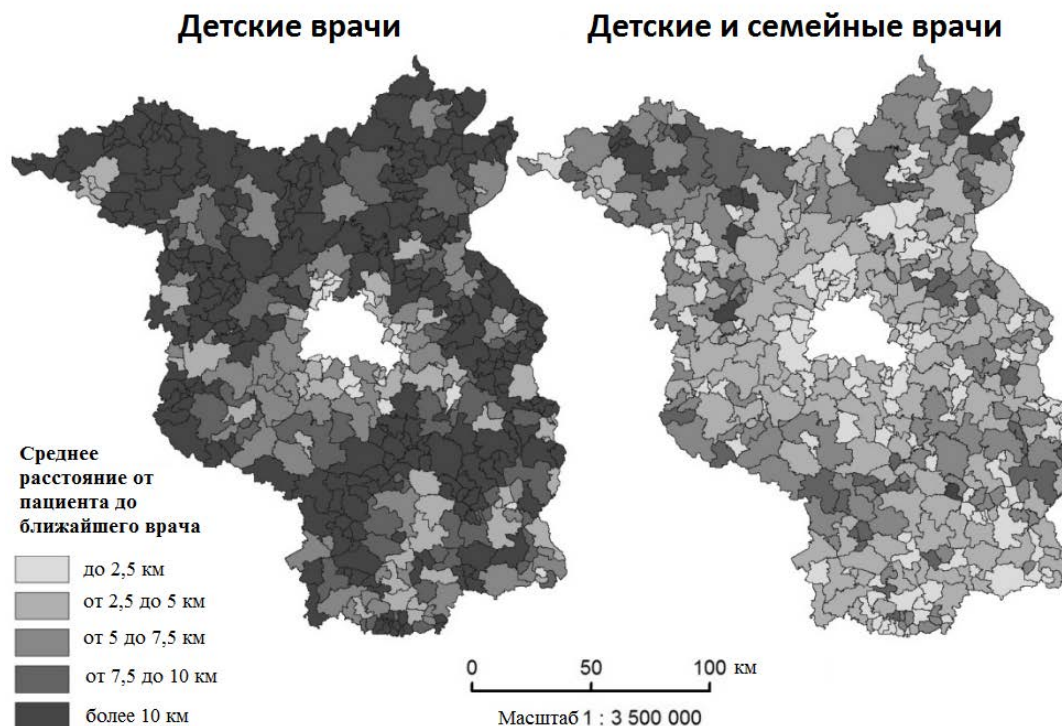 Детские врачи
Детские и семейные врачи
Среднее
расстояние от
пациента до
ближайшего врача
до 2,5 км
от 2,5 до 5 км
от 5 до 7,5 км
от 7,5 до 10 км
более 10 км
0 50 100 км
Масштаб 1 : 3 500 000